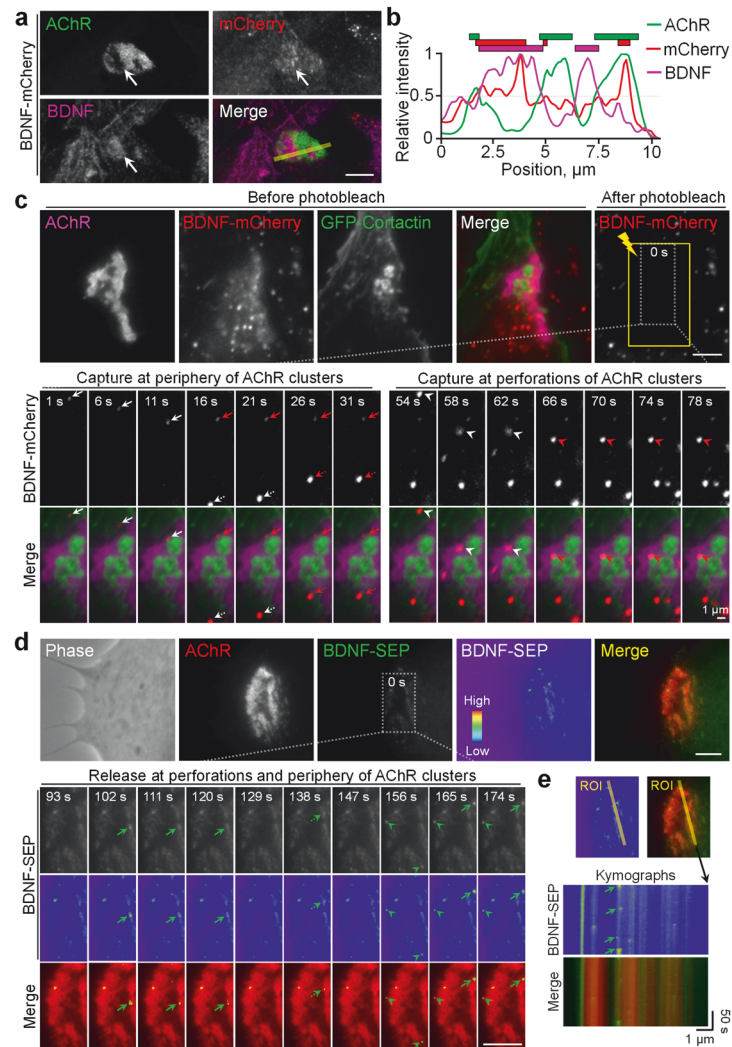 a
BDNF-mCherry
AChR
mCherry
BDNF
Merge
b
Relative intensity
1
0.5
0
2.5
5
7.5
10
Position, µm
AChR
mCherry
BDNF
c
Before photobleach
After photobleach
AChR
BDNF-mCherry
GFP-Cortactin
Merge
BDNF-mCherry
0 s
Capture at periphery of AChR clusters
Capture at perforations of AChR clusters
BDNF-mCherry
1 s
6 s
11 s
16 s
21 s
26 s
31 s
54 s
58 s
62 s
66 s
70 s
74 s
78 s
Merge
1 µm
d
Phase
AChR
BDNF-SEP
0 s
BDNF-SEP
High
Low
Merge
Release at perforations and periphery of AChR clusters
BDNF-SEP
93 s
102 s
111 s
120 s
129 s
138 s
147 s
156 s
165 s
174 s
Merge
e
ROI
ROI
Kymographs
BDNF-SEP
Merge
50 s
1 µm